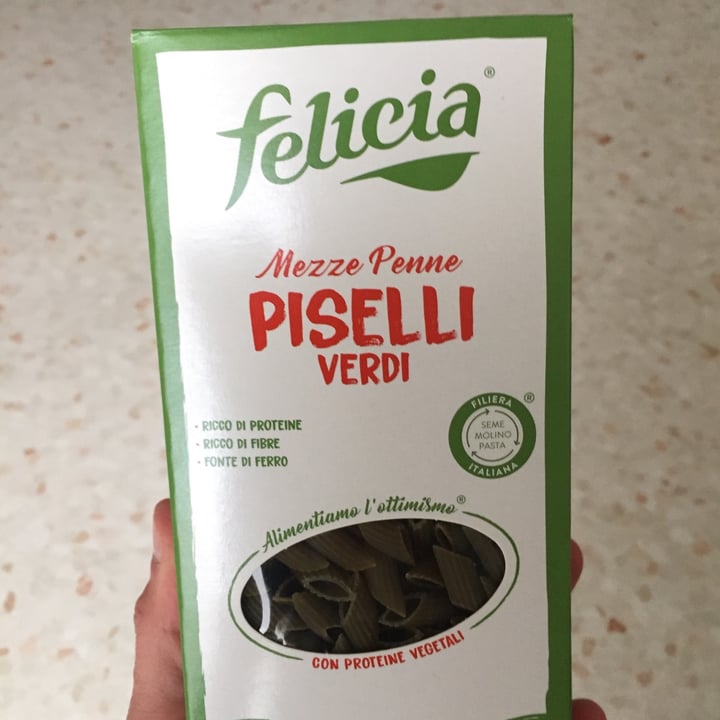 felicia®
Mezze Penne
PISELLI
VERDI
• RICCO DI PROTEINE
• RICCO DI FIBRE
• FONTE DI FERRO
FILIERA ®
SEME
MOLINO
PASTA
ITALIANA
Alimentiamo l'ottimismo®
CON PROTEINE VEGETALI